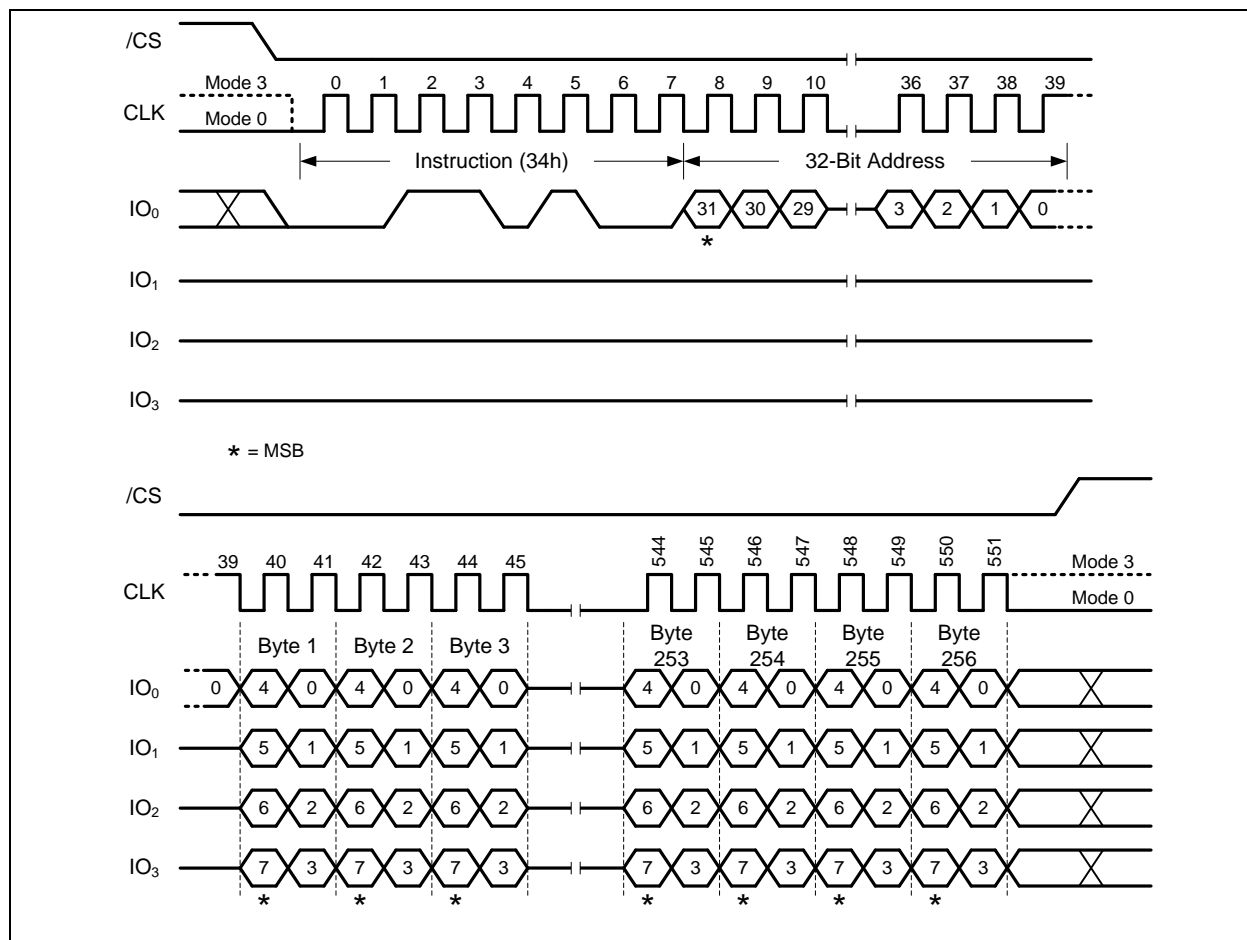 /CS
Mode 3 0 1 2 3 4 5 6 7 8 9 10 36 37 38 39
CLK
Mode 0
Instruction (34h) 32-Bit Address
IO₀ 31 30 29 3 2 1 0
*
IO₁
IO₂
IO₃
* = MSB
/CS
39 40 41 42 43 44 45 544 545 546 547 548 549 550 551 Mode 3
CLK
Mode 0
Byte 1 Byte 2 Byte 3 Byte 253 Byte 254 Byte 255 Byte 256
IO₀ 0 4 0 4 0 4 0 4 0 4 0 4 0 4 0
IO₁ 5 1 5 1 5 1 5 1 5 1 5 1 5 1
IO₂ 6 2 6 2 6 2 6 2 6 2 6 2 6 2
IO₃ 7 3 7 3 7 3 7 3 7 3 7 3 7 3
* * * * * * *